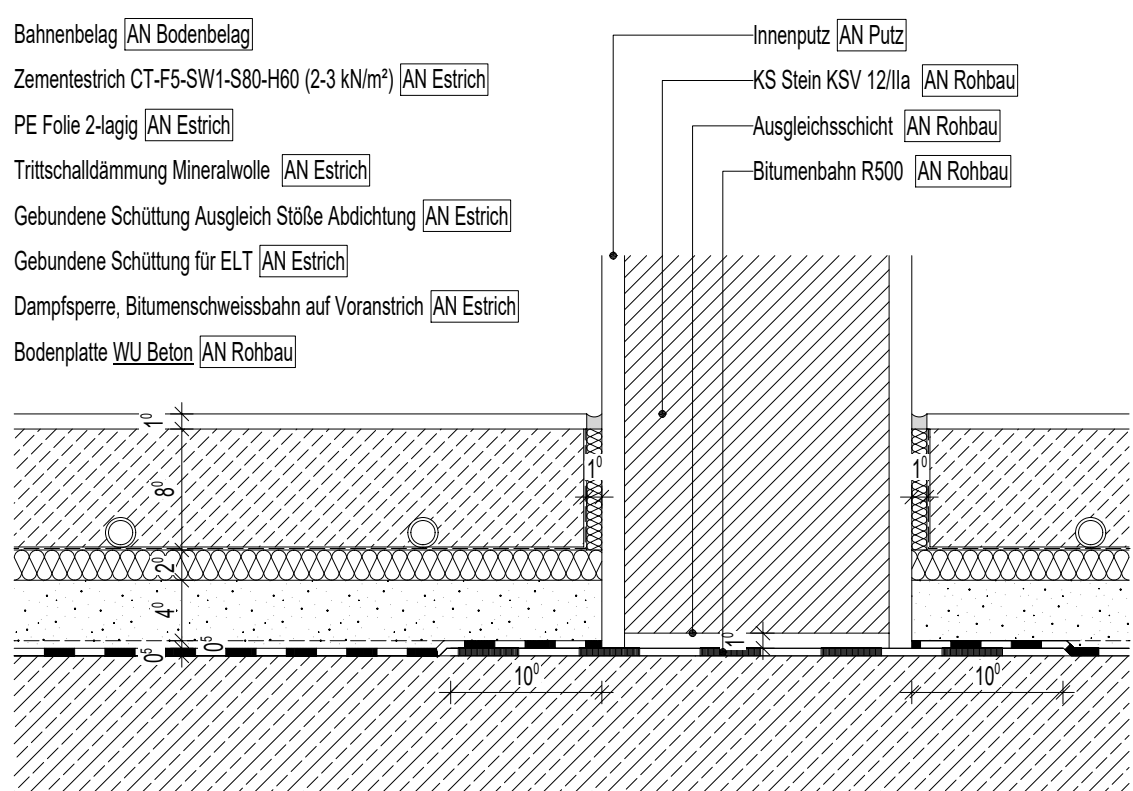 Bahnenbelag AN Bodenbelag
Zementestrich CT-F5-SW1-S80-H60 (2-3 kN/m²) AN Estrich
PE Folie 2-lagig AN Estrich
Trittschalldämmung Mineralwolle AN Estrich
Gebundene Schüttung Ausgleich Stöße Abdichtung AN Estrich
Gebundene Schüttung für ELT AN Estrich
Dampfsperre, Bitumenschweissbahn auf Voranstrich AN Estrich
Bodenplatte WU Beton AN Rohbau
Innenputz AN Putz
KS Stein KSV 12/IIa AN Rohbau
Ausgleichsschicht AN Rohbau
Bitumenbahn R500 AN Rohbau
1⁰
8⁰
2⁰
4⁰
0⁵
0⁵
1⁰
1⁰
1⁰
10⁰
10⁰